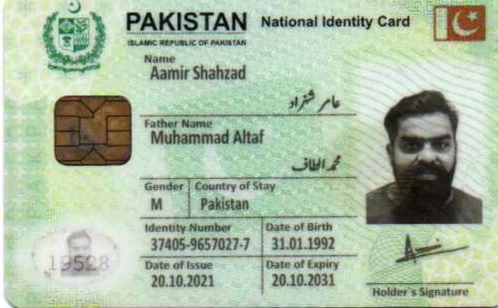 PAKISTAN National Identity Card
ISLAMIC REPUBLIC OF PAKISTAN
Name
Aamir Shahzad
عامر شہزاد
Father Name
Muhammad Altaf
محمد الطاف
Gender Country of Stay
M Pakistan
Identity Number Date of Birth
37405-9657027-7 31.01.1992
19528
Date of Issue Date of Expiry
20.10.2021 20.10.2031
Holder's Signature